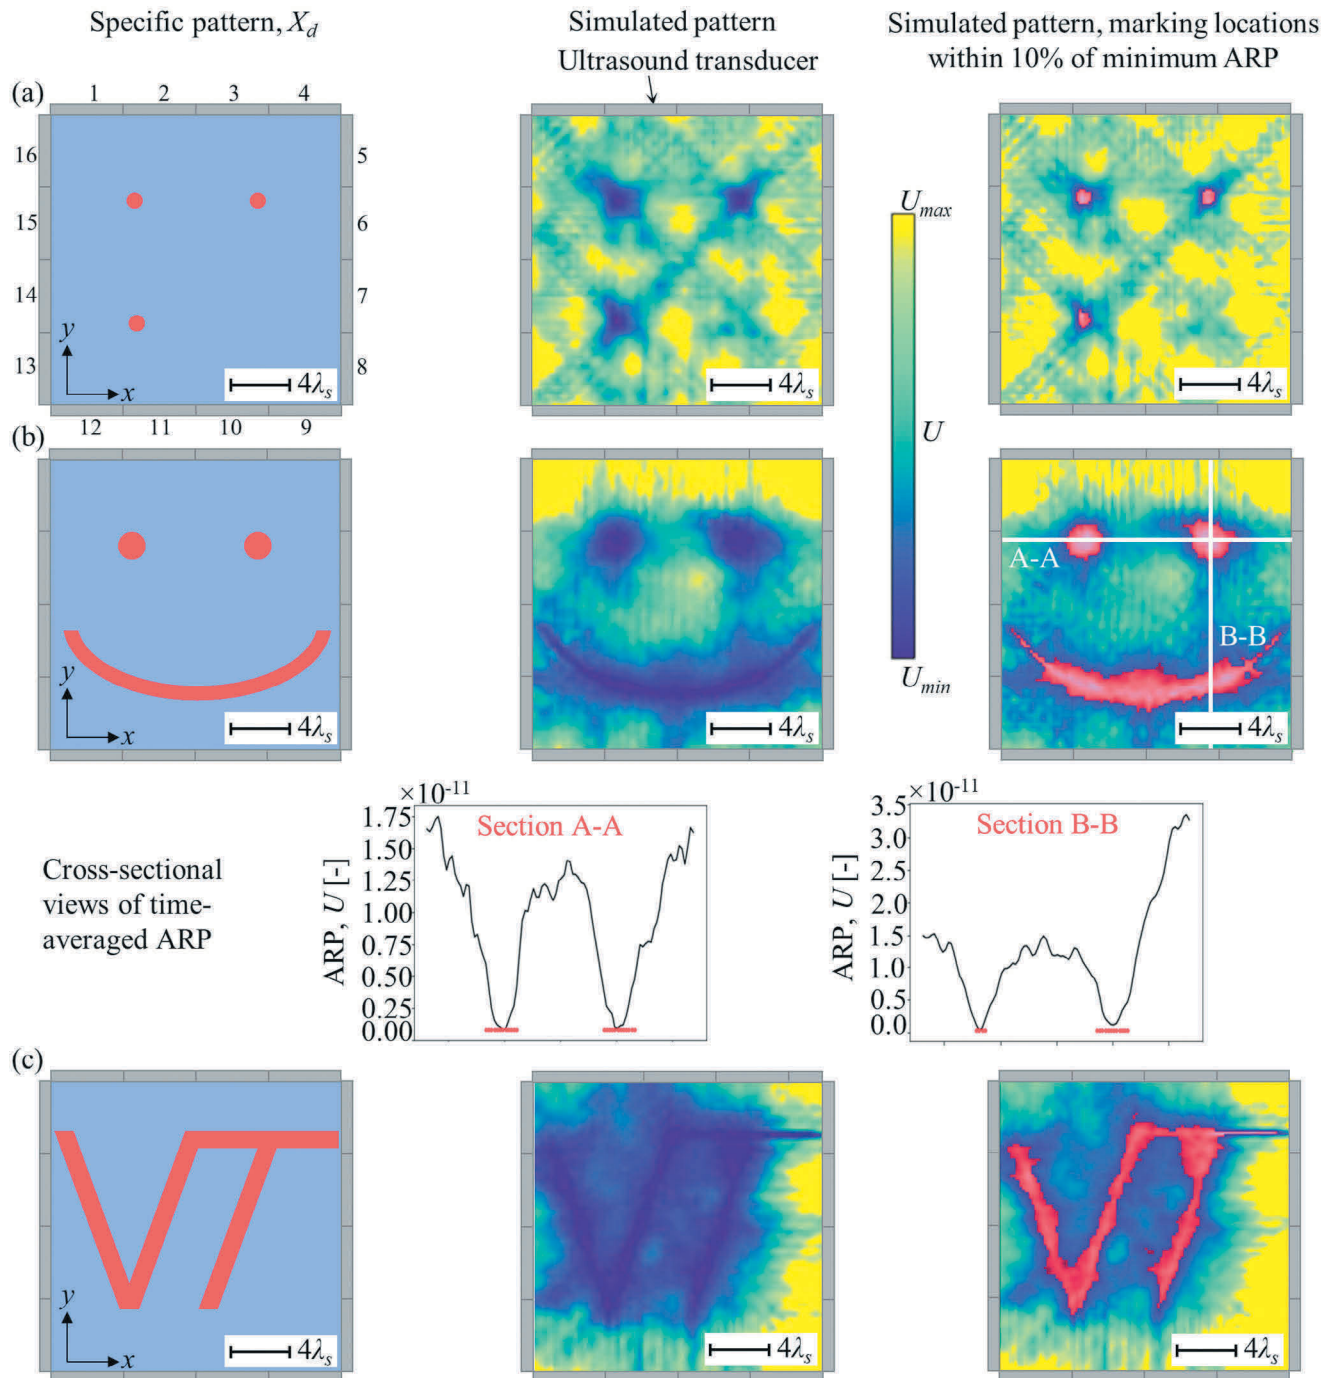 Specific pattern, X_d
Simulated pattern
Ultrasound transducer
Simulated pattern, marking locations
within 10% of minimum ARP
(a)
1 2 3 4
16 5
15 6
14 7
13 8
y
x
4λ_s
4λ_s
4λ_s
12 11 10 9
U_max
U
U_min
(b)
y
x
4λ_s
4λ_s
A-A
B-B
4λ_s
Cross-sectional
views of time-
averaged ARP
×10⁻¹¹
Section A-A
ARP, U [-]
1.75
1.50
1.25
1.00
0.75
0.50
0.25
0.00
×10⁻¹¹
Section B-B
ARP, U [-]
3.5
3.0
2.5
2.0
1.5
1.0
0.5
0.0
(c)
y
x
4λ_s
4λ_s
4λ_s